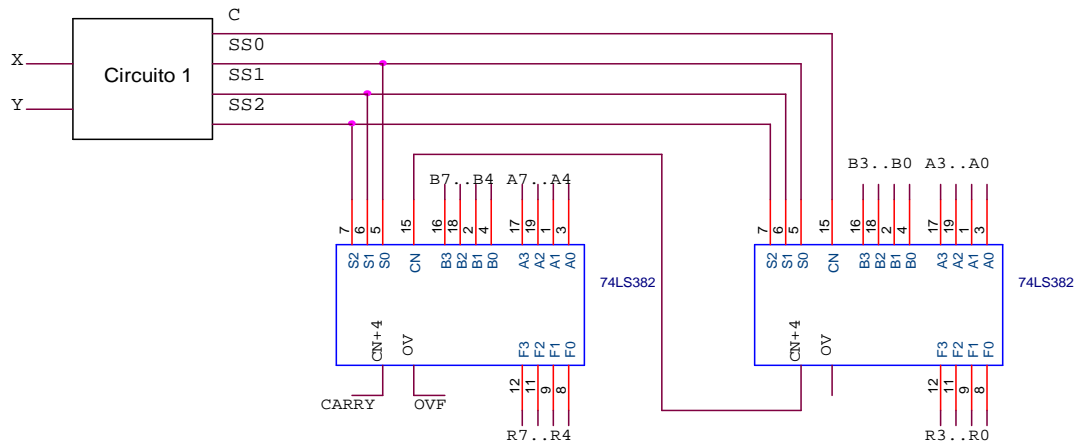 C
SS0
X
Circuito 1
SS1
Y
SS2
B7..B4 A7..A4
B3..B0 A3..A0
7 6 5 15 16 18 2 4 17 19 1 3
7 6 5 15 16 18 2 4 17 19 1 3
S2 S1 S0 CN B3 B2 B1 B0 A3 A2 A1 A0
S2 S1 S0 CN B3 B2 B1 B0 A3 A2 A1 A0
74LS382
74LS382
CN+4 OV F3 F2 F1 F0
CN+4 OV F3 F2 F1 F0
12 11 9 8
12 11 9 8
CARRY OVF
R7..R4
R3..R0